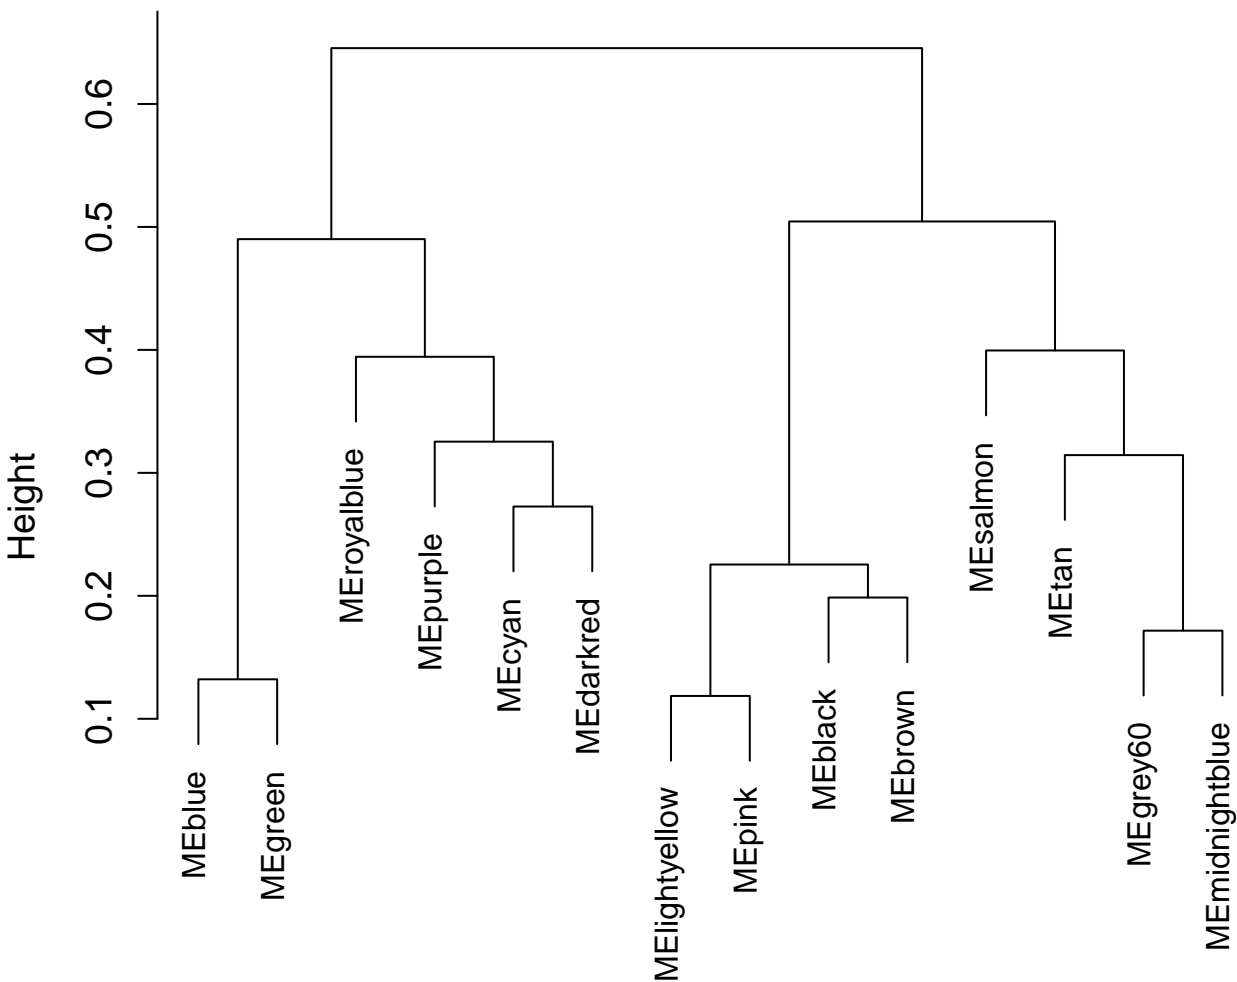 Height
0.6
0.5
0.4
0.3
0.2
0.1
MEblue
MEgreen
MEroyalblue
MEpurple
MEcyan
MEdarkred
MElightyellow
MEpink
MEblack
MEbrown
MEsalmon
MEtan
MEgrey60
MEmidnightblue